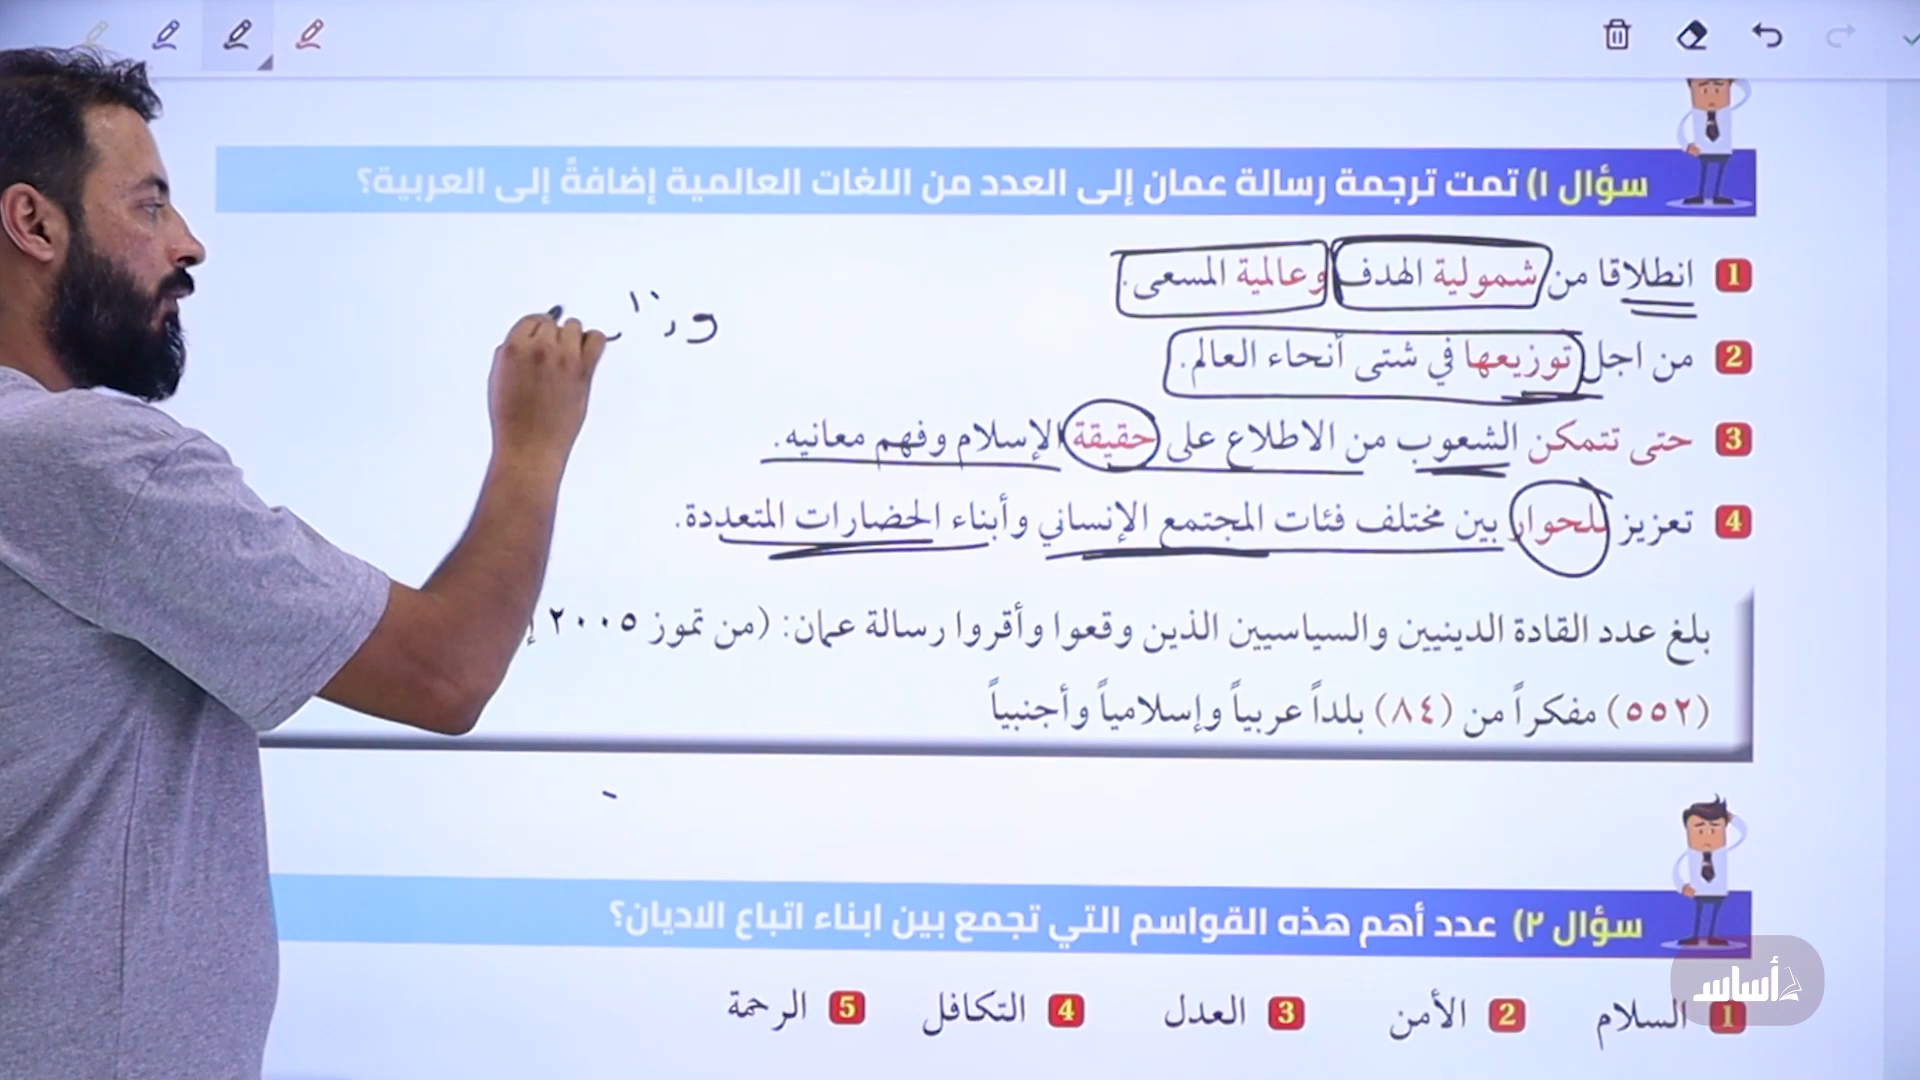 سؤال ١) تمت ترجمة رسالة عمان إلى العدد من اللغات العالمية إضافةً إلى العربية؟
1 انطلاقا من شمولية الهدف وعالمية المسعى.
2 من اجل توزيعها في شتى أنحاء العالم.
3 حتى تتمكن الشعوب من الاطلاع على حقيقة الإسلام وفهم معانيه.
4 تعزيز للحوار بين مختلف فئات المجتمع الإنساني وأبناء الحضارات المتعددة.
بلغ عدد القادة الدينيين والسياسيين الذين وقعوا وأقروا رسالة عمان: (من تموز ٢٠٠٥
(٥٥٢) مفكراً من (٨٤) بلداً عربياً وإسلامياً وأجنبياً
سؤال ٢) عدد أهم هذه القواسم التي تجمع بين ابناء اتباع الاديان؟
1 السلام 2 الأمن 3 العدل 4 التكافل 5 الرحمة
أساس